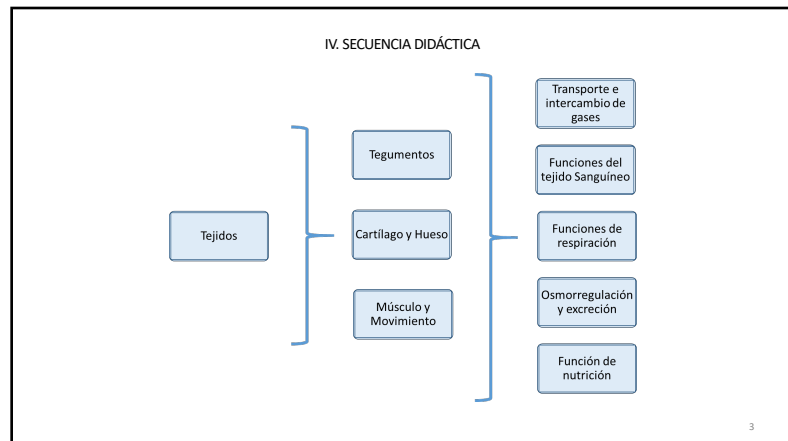 IV. SECUENCIA DIDÁCTICA
Tejidos
Tegumentos
Cartílago y Hueso
Músculo y
Movimiento
Transporte e
intercambio de
gases
Funciones del
tejido Sanguíneo
Funciones de
respiración
Osmorregulación
y excreción
Función de
nutrición
3